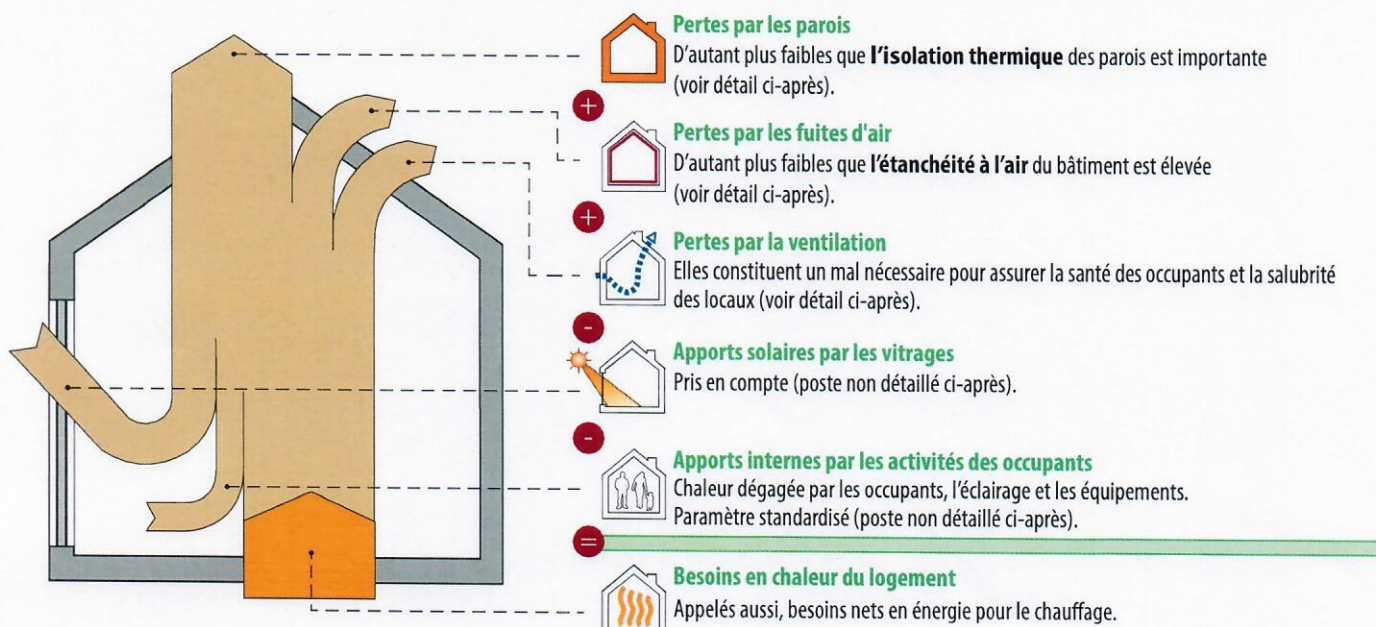 Pertes par les parois
D'autant plus faibles que l'isolation thermique des parois est importante
(voir détail ci-après).
+
Pertes par les fuites d'air
D'autant plus faibles que l'étanchéité à l'air du bâtiment est élevée
(voir détail ci-après).
+
Pertes par la ventilation
Elles constituent un mal nécessaire pour assurer la santé des occupants et la salubrité
des locaux (voir détail ci-après).
-
Apports solaires par les vitrages
Pris en compte (poste non détaillé ci-après).
-
Apports internes par les activités des occupants
Chaleur dégagée par les occupants, l'éclairage et les équipements.
Paramètre standardisé (poste non détaillé ci-après).
=
Besoins en chaleur du logement
Appelés aussi, besoins nets en énergie pour le chauffage.